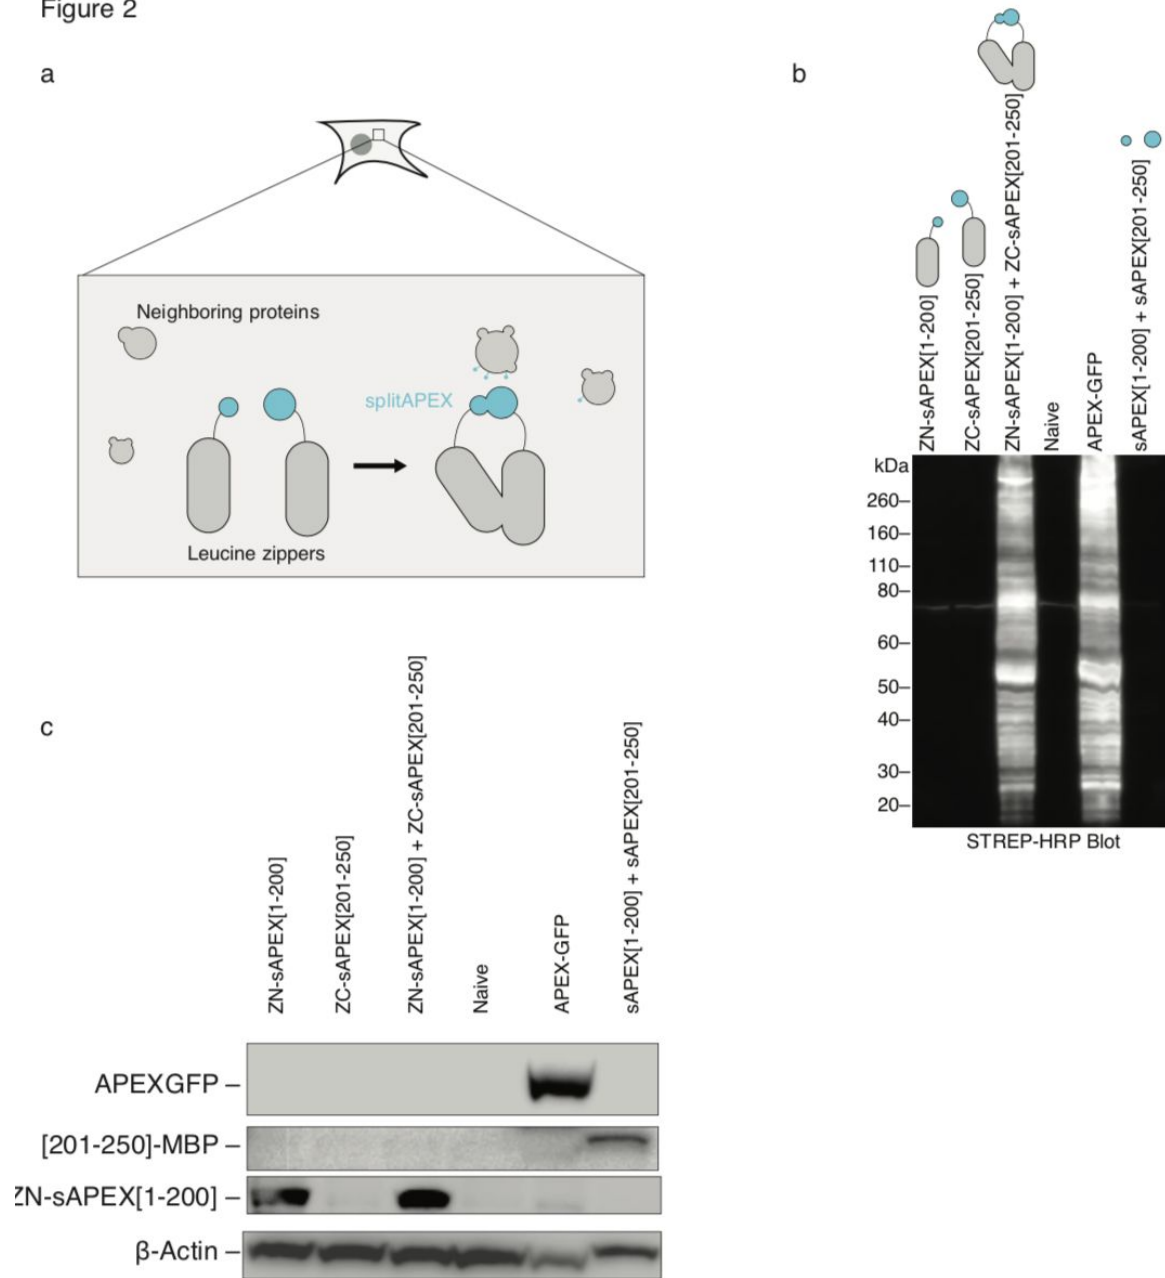 Figure 2
a
Neighboring proteins
splitAPEX
Leucine zippers
b
ZN-sAPEX[1-200]
ZC-sAPEX[201-250]
ZN-sAPEX[1-200] + ZC-sAPEX[201-250]
Naive
APEX-GFP
sAPEX[1-200] + sAPEX[201-250]
kDa
260–
160–
110–
80–
60–
50–
40–
30–
20–
STREP-HRP Blot
c
ZN-sAPEX[1-200]
ZC-sAPEX[201-250]
ZN-sAPEX[1-200] + ZC-sAPEX[201-250]
Naive
APEX-GFP
sAPEX[1-200] + sAPEX[201-250]
APEXGFP –
[201-250]-MBP –
ZN-sAPEX[1-200] –
β-Actin –